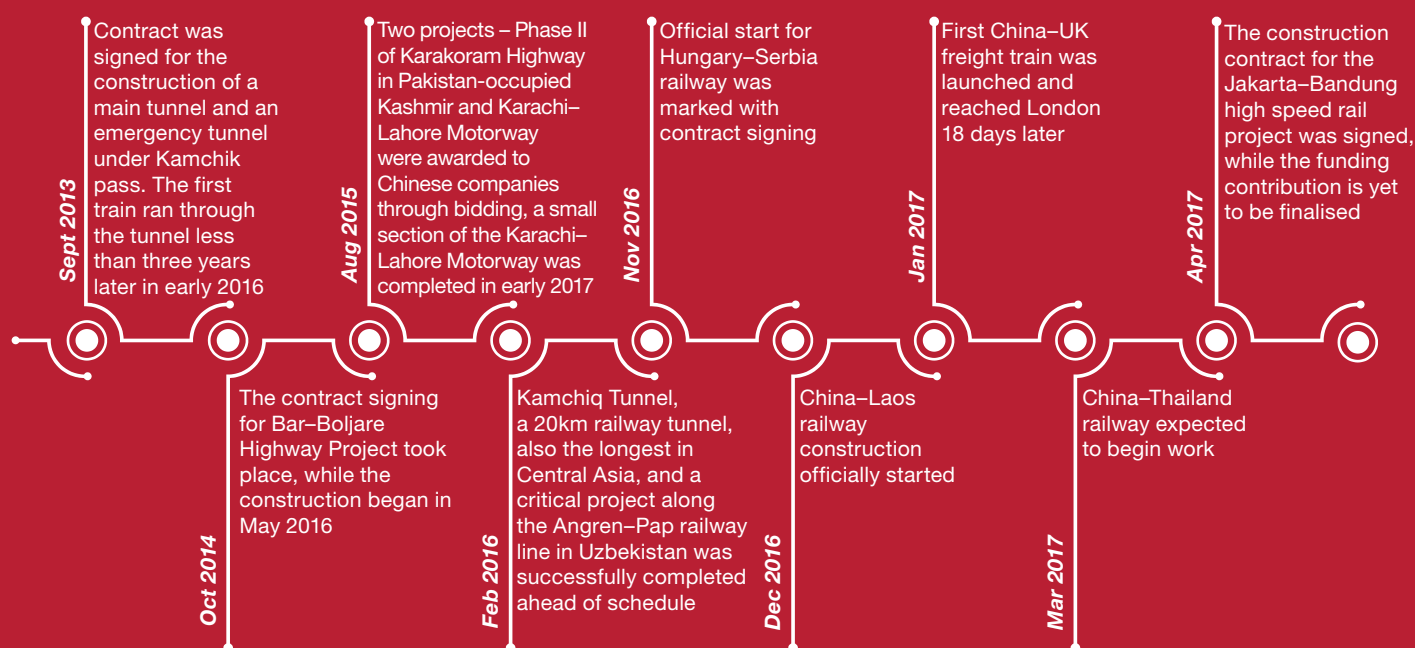 Sept 2013
Contract was
signed for the
construction of a
main tunnel and an
emergency tunnel
under Kamchik
pass. The first
train ran through
the tunnel less
than three years
later in early 2016
Oct 2014
The contract signing
for Bar–Boljare
Highway Project took
place, while the
construction began in
May 2016
Aug 2015
Two projects – Phase II
of Karakoram Highway
in Pakistan-occupied
Kashmir and Karachi–
Lahore Motorway
were awarded to
Chinese companies
through bidding, a small
section of the Karachi–
Lahore Motorway was
completed in early 2017
Feb 2016
Kamchiq Tunnel,
a 20km railway tunnel,
also the longest in
Central Asia, and a
critical project along
the Angren–Pap railway
line in Uzbekistan was
successfully completed
ahead of schedule
Nov 2016
Official start for
Hungary–Serbia
railway was
marked with
contract signing
Dec 2016
China–Laos
railway
construction
officially started
Jan 2017
First China–UK
freight train was
launched and
reached London
18 days later
Mar 2017
China–Thailand
railway expected
to begin work
Apr 2017
The construction
contract for the
Jakarta–Bandung
high speed rail
project was signed,
while the funding
contribution is yet
to be finalised